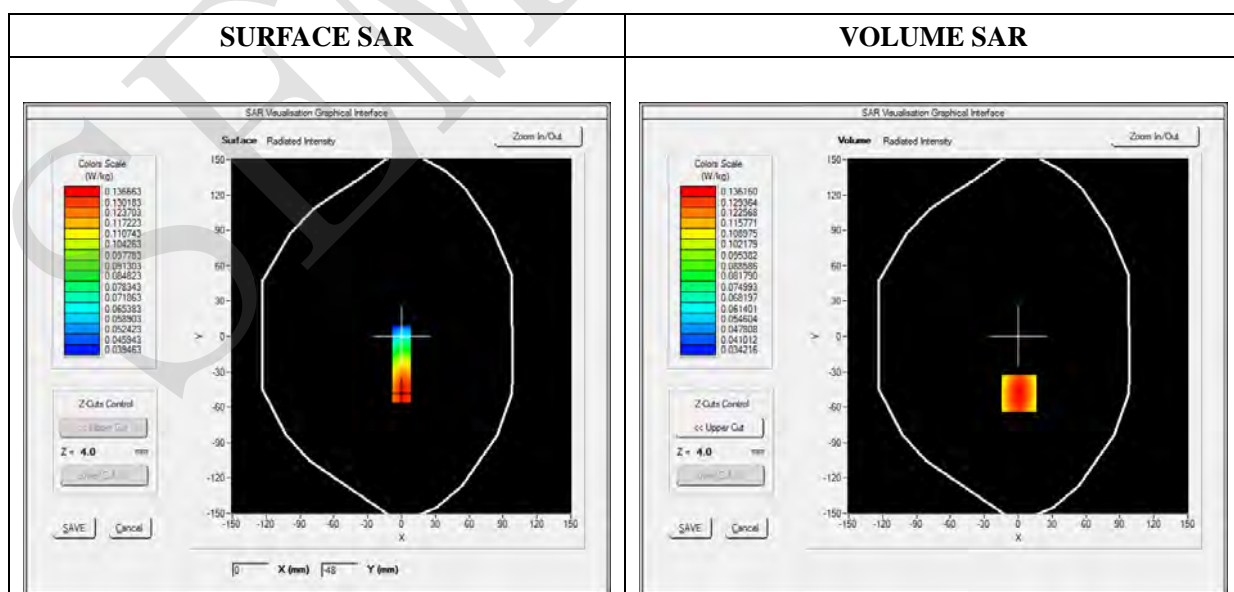 SURFACE SAR
VOLUME SAR
SAR Visualisation Graphical Interface
Surface Radiated Intensity
Zoom In/Out
Colors Scale
(W/kg)
0.136663
0.130183
0.123703
0.117223
0.110743
0.104263
0.097783
0.091303
0.084823
0.078343
0.071863
0.065383
0.058903
0.052423
0.045943
0.039463
150
120
90
60
30
0
-30
-60
-90
-120
-150
Y
-150 -120 -90 -60 -30 0 30 60 90 120 150
X
Z-Cuts Control
<< Upper Cut
Z = 4.0 mm
SAVE Cancel
0 X (mm) -48 Y (mm)
SAR Visualisation Graphical Interface
Volume Radiated Intensity
Zoom In/Out
Colors Scale
(W/kg)
0.136160
0.129364
0.122568
0.115771
0.108975
0.102179
0.095382
0.088586
0.081790
0.074993
0.068197
0.061401
0.054604
0.047808
0.041012
0.034216
150
120
90
60
30
0
-30
-60
-90
-120
-150
Y
-150 -120 -90 -60 -30 0 30 60 90 120 150
X
Z-Cuts Control
<< Upper Cut
Z = 4.0 mm
SAVE Cancel